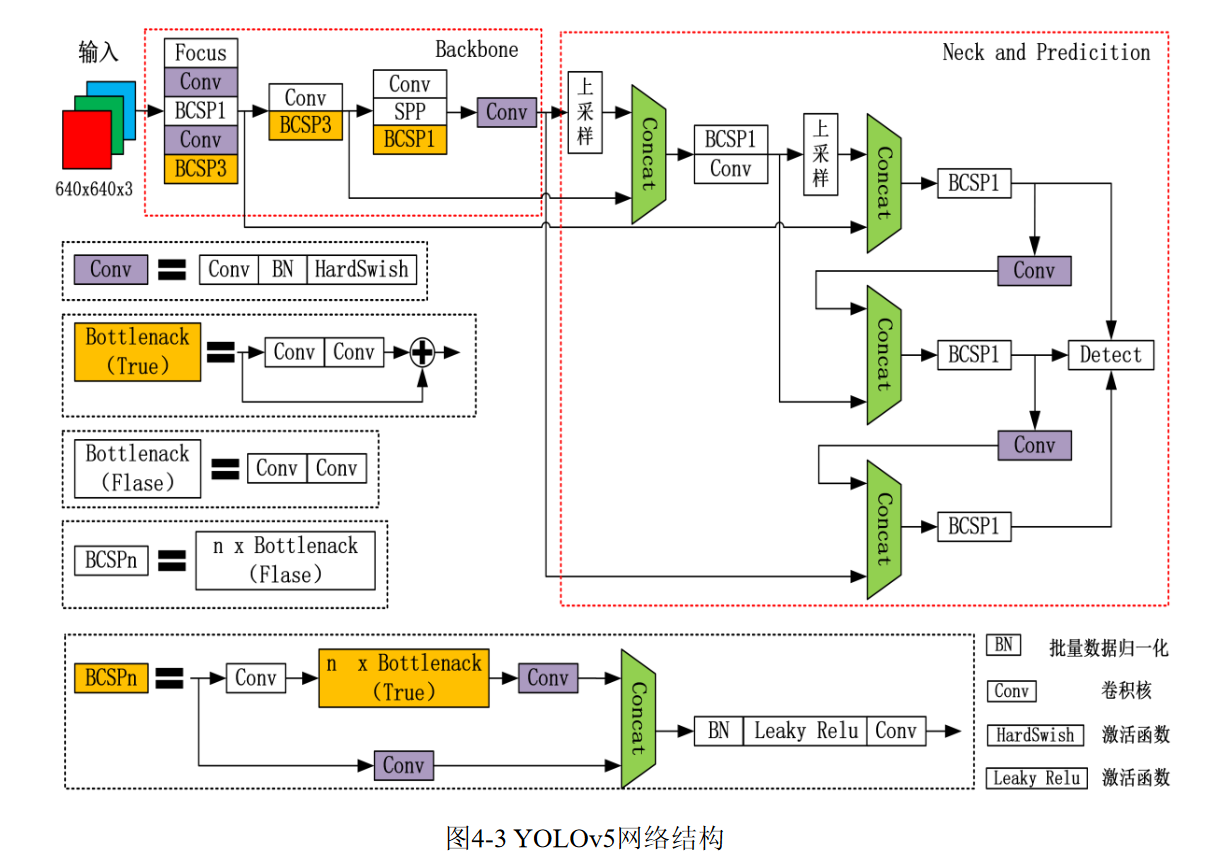 输入
640x640x3
Focus
Conv
BCSP1
Conv
BCSP3
Backbone
Conv
BCSP3
Conv
SPP
BCSP1
Conv
Neck and Predicition
上采样
Concat
BCSP1
Conv
上采样
Concat
BCSP1
Conv
Concat
BCSP1
Detect
Conv
Concat
BCSP1
Conv
Conv BN HardSwish
Bottlenack
(True)
Conv Conv
Bottlenack
(Flase)
Conv Conv
BCSPn
n x Bottlenack
(Flase)
BCSPn
Conv
n x Bottlenack
(True)
Conv
Conv
Concat
BN Leaky Relu Conv
BN 批量数据归一化
Conv 卷积核
HardSwish 激活函数
Leaky Relu 激活函数
图4-3 YOLOv5网络结构